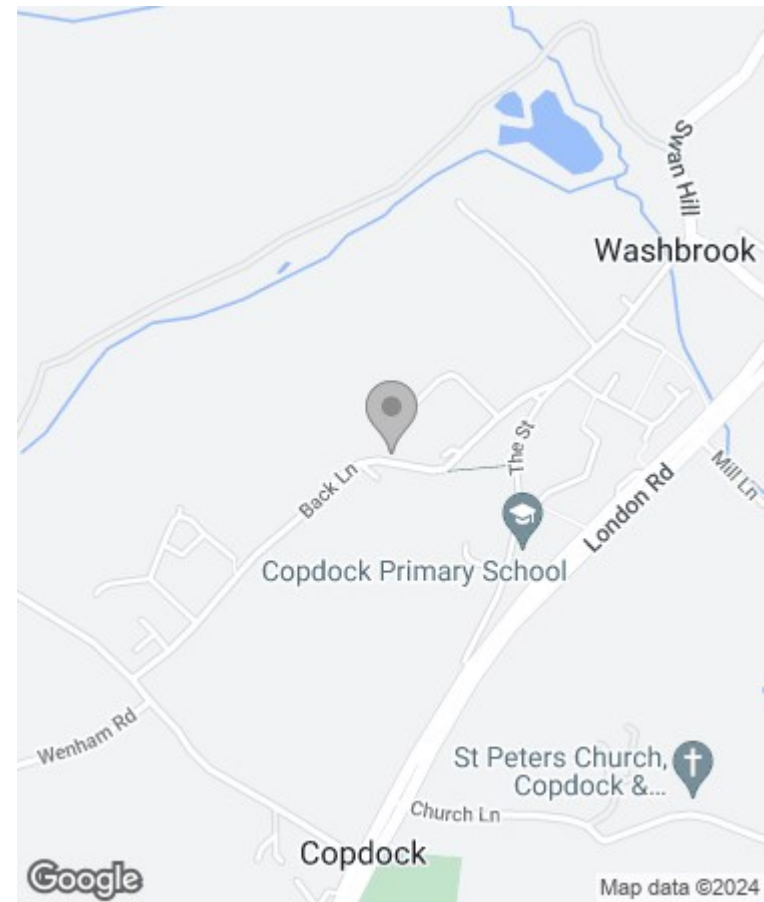 Swan Hill
Washbrook
The St
Back Ln
London Rd
Mill Ln
Copdock Primary School
Wenham Rd
St Peters Church,
Copdock &...
Church Ln
Copdock
Google
Map data ©2024